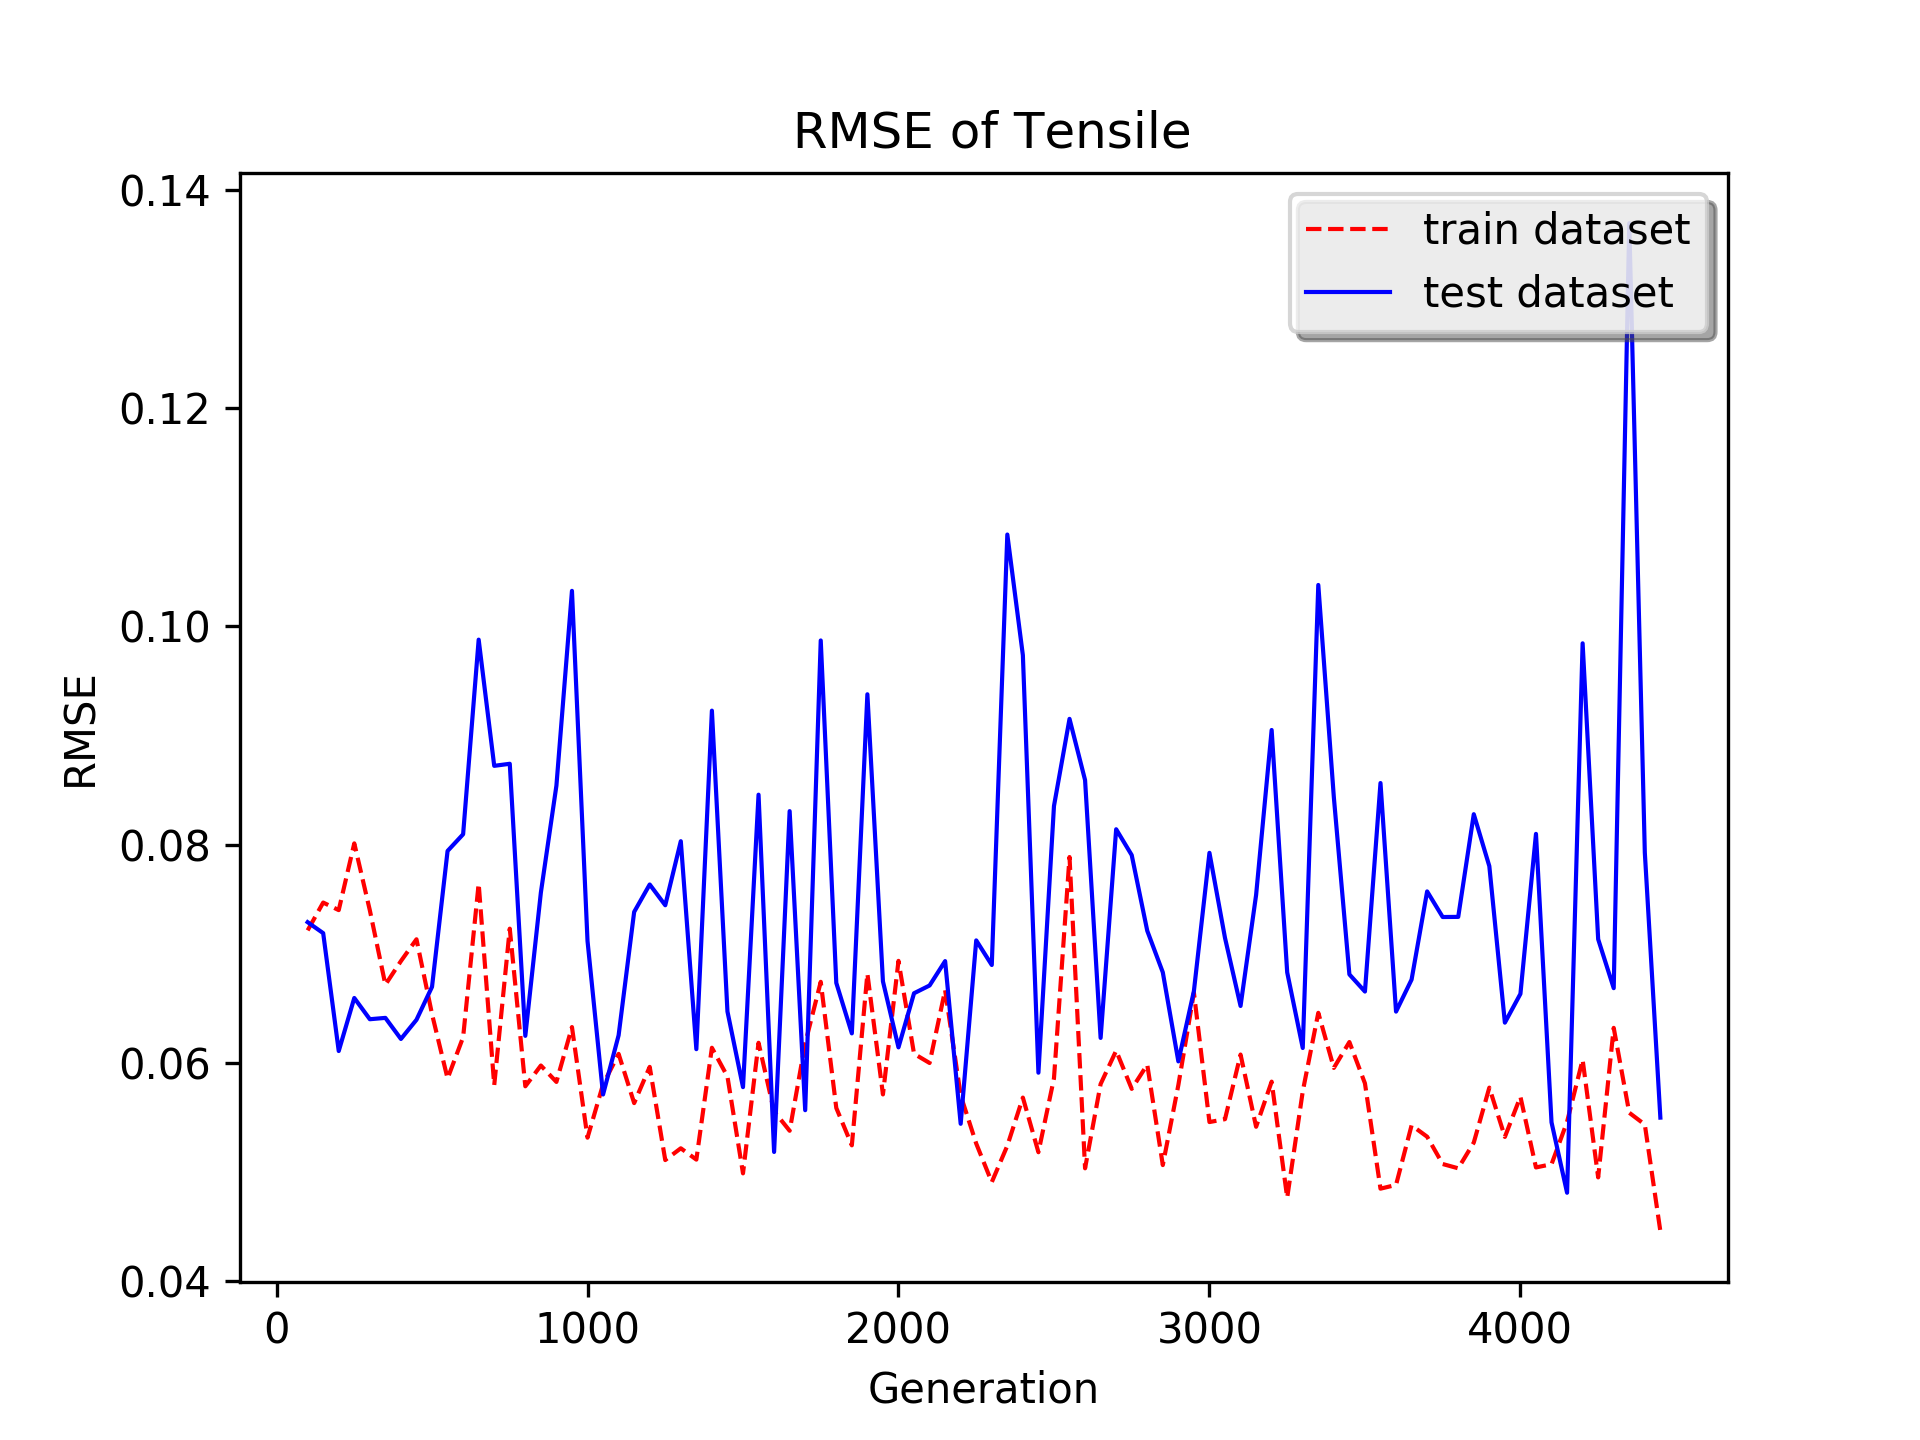 RMSE of Tensile
train dataset
test dataset
0.14
0.12
0.10
0.08
0.06
0.04
RMSE
0 1000 2000 3000 4000
Generation